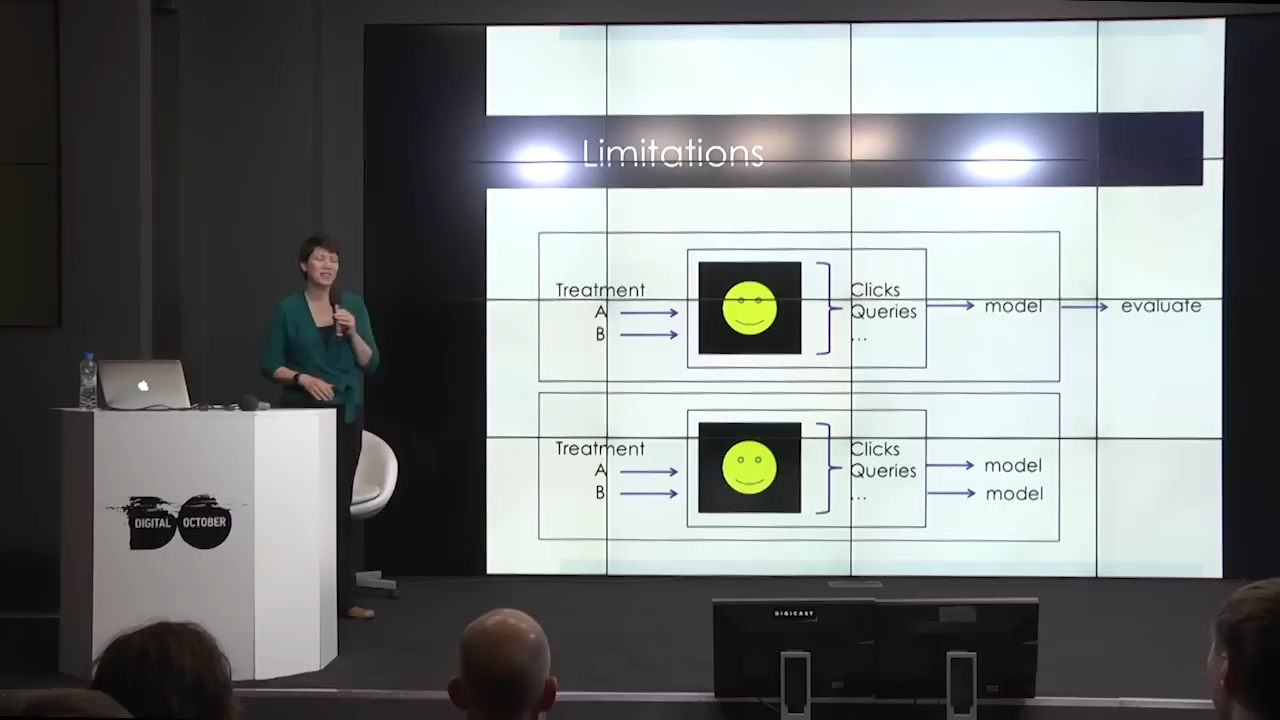 Limitations
Treatment
A
B
Clicks
Queries
...
model
evaluate
Treatment
A
B
Clicks
Queries
...
model
model
DIGITAL OCTOBER
DIGICAST